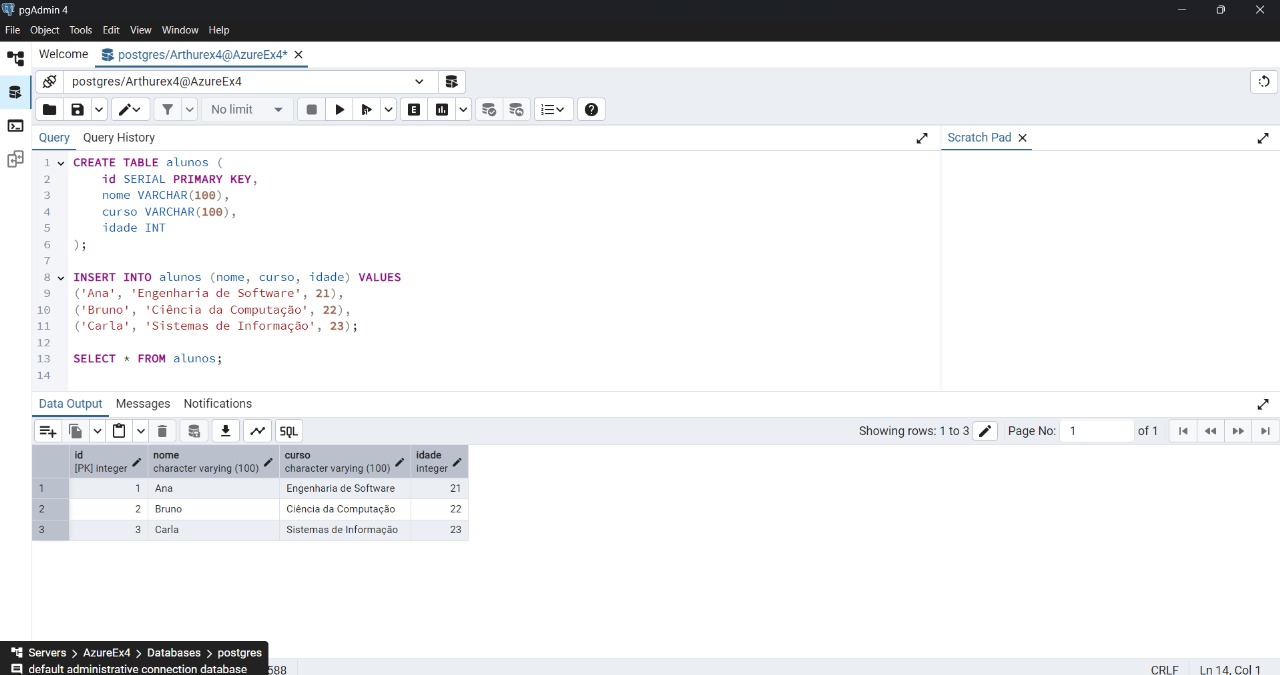 pgAdmin 4
File Object Tools Edit View Window Help
Welcome postgres/Arthurex4@AzureEx4*
postgres/Arthurex4@AzureEx4
No limit E
Query Query History Scratch Pad
1 CREATE TABLE alunos (
2 id SERIAL PRIMARY KEY,
3 nome VARCHAR(100),
4 curso VARCHAR(100),
5 idade INT
6 );
7
8 INSERT INTO alunos (nome, curso, idade) VALUES
9 ('Ana', 'Engenharia de Software', 21),
10 ('Bruno', 'Ciência da Computação', 22),
11 ('Carla', 'Sistemas de Informação', 23);
12
13 SELECT * FROM alunos;
14
Data Output Messages Notifications
SQL Showing rows: 1 to 3 Page No: 1 of 1
id nome curso idade
[PK] integer character varying (100) character varying (100) integer
1 1 Ana Engenharia de Software 21
2 2 Bruno Ciência da Computação 22
3 3 Carla Sistemas de Informação 23
Servers > AzureEx4 > Databases > postgres
default administrative connection database 588 CRLF Ln 14, Col 1